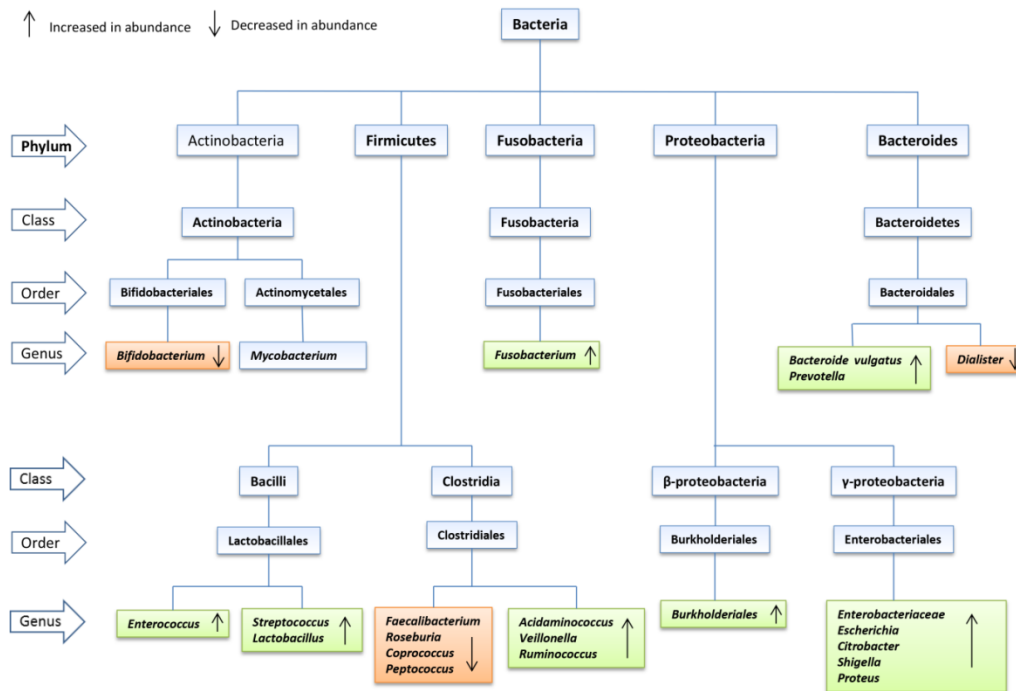 Increased in abundance
Decreased in abundance
Bacteria
Phylum
Actinobacteria
Firmicutes
Fusobacteria
Proteobacteria
Bacteroides
Class
Actinobacteria
Fusobacteria
Bacteroidetes
Order
Bifidobacteriales
Actinomycetales
Fusobacteriales
Bacteroidales
Genus
Bifidobacterium
Mycobacterium
Fusobacterium
Bacteroide vulgatus
Prevotella
Dialister
Class
Bacilli
Clostridia
β-proteobacteria
γ-proteobacteria
Order
Lactobacillales
Clostridiales
Burkholderiales
Enterobacteriales
Genus
Enterococcus
Streptococcus
Lactobacillus
Faecalibacterium
Roseburia
Coprococcus
Peptococcus
Acidaminococcus
Veillonella
Ruminococcus
Burkholderiales
Enterobacteriaceae
Escherichia
Citrobacter
Shigella
Proteus